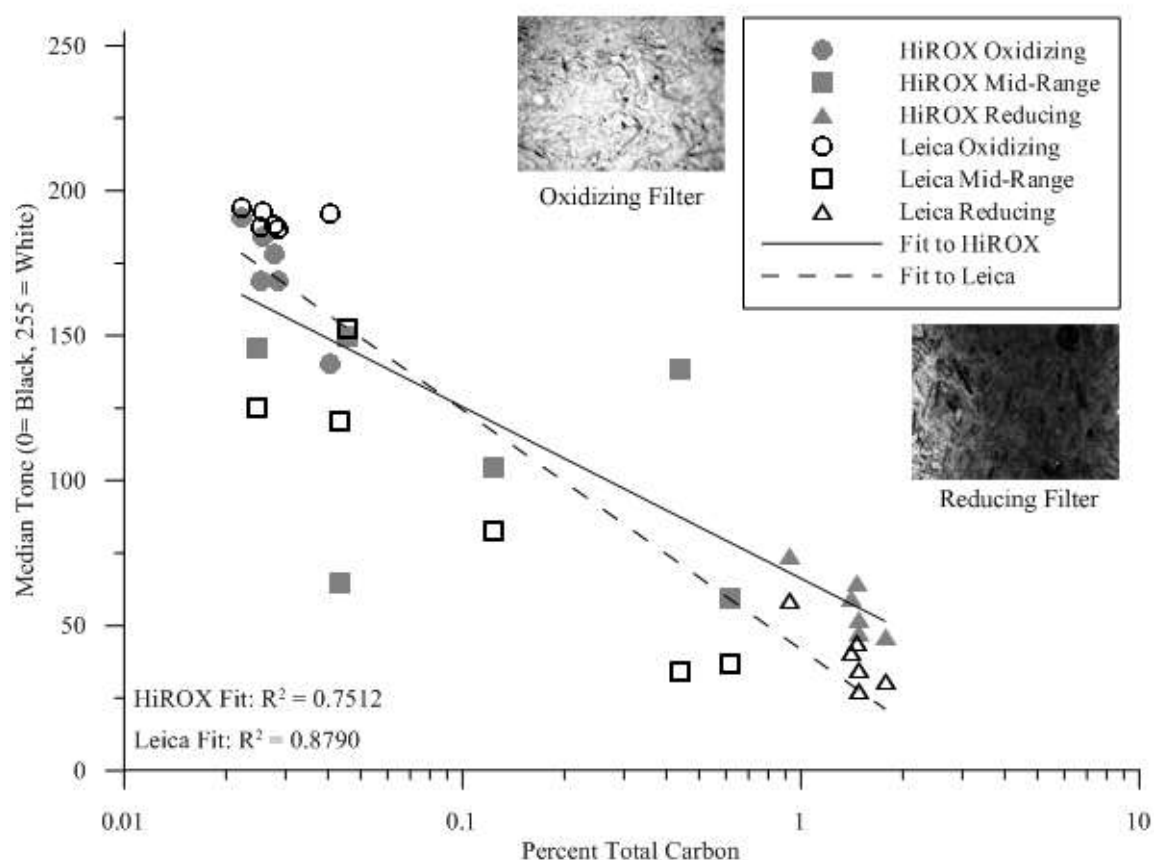 250
200
150
100
50
0
Median Tone (0= Black, 255 = White)
0.01
0.1
1
10
Percent Total Carbon
Oxidizing Filter
Reducing Filter
HiROX Oxidizing
HiROX Mid-Range
HiROX Reducing
Leica Oxidizing
Leica Mid-Range
Leica Reducing
Fit to HiROX
Fit to Leica
HiROX Fit: R² = 0.7512
Leica Fit: R² = 0.8790